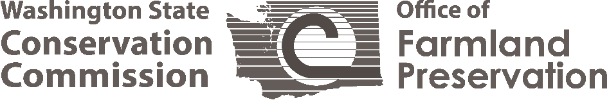 Washington State
Conservation
Commission
Office of
Farmland
Preservation